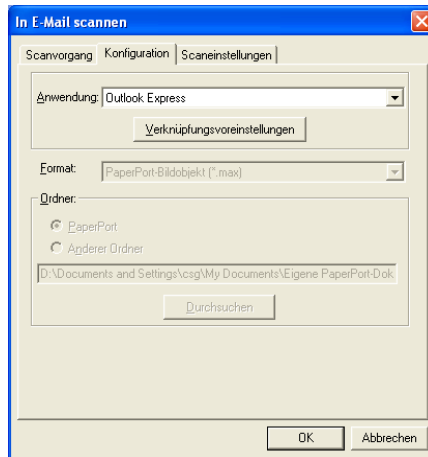 In E-Mail scannen
Scanvorgang Konfiguration Scaneinstellungen
Anwendung: Outlook Express
Verknüpfungsvoreinstellungen
Format: PaperPort-Bildobjekt (*.max)
Ordner:
PaperPort
Anderer Ordner
D:\Documents and Settings\csg\My Documents\Eigene PaperPort-Dok
Durchsuchen
OK Abbrechen